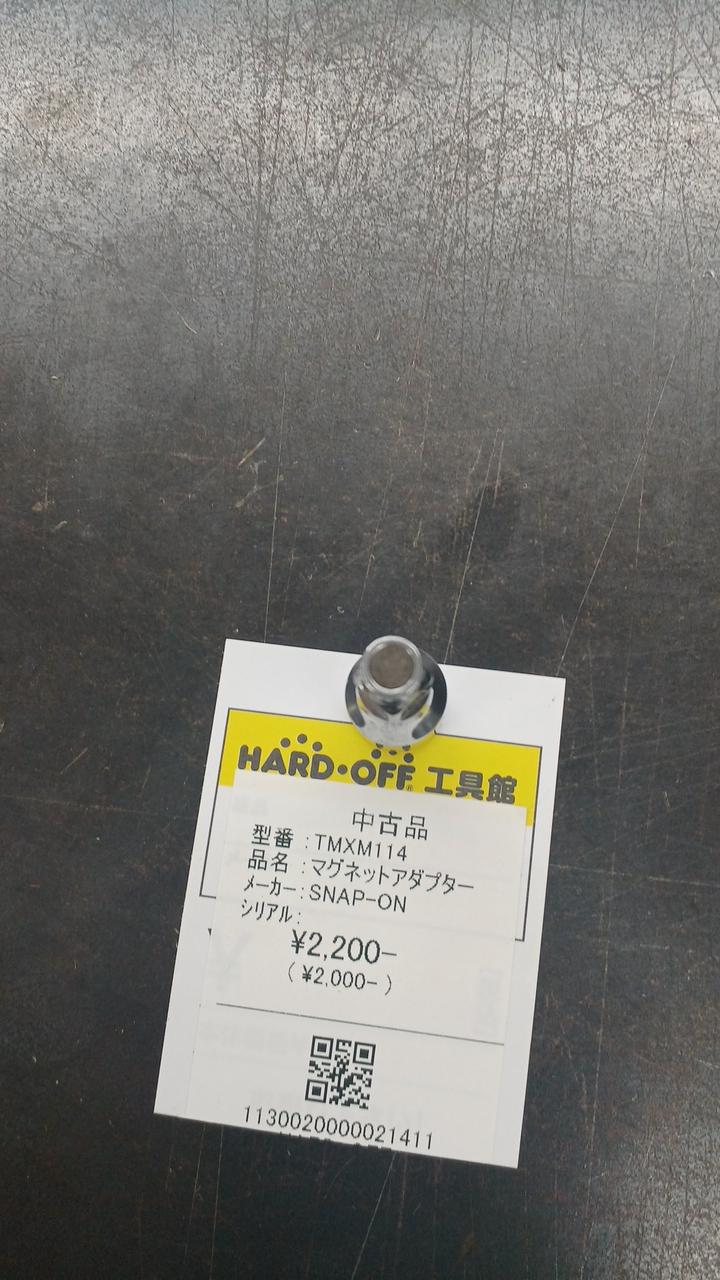 HARD・OFF® 工具館
中古品
型番 : TMXM114
品名 : マグネットアダプター
メーカー : SNAP-ON
シリアル :
¥2,200-
( ¥2,000- )
1130020000021411